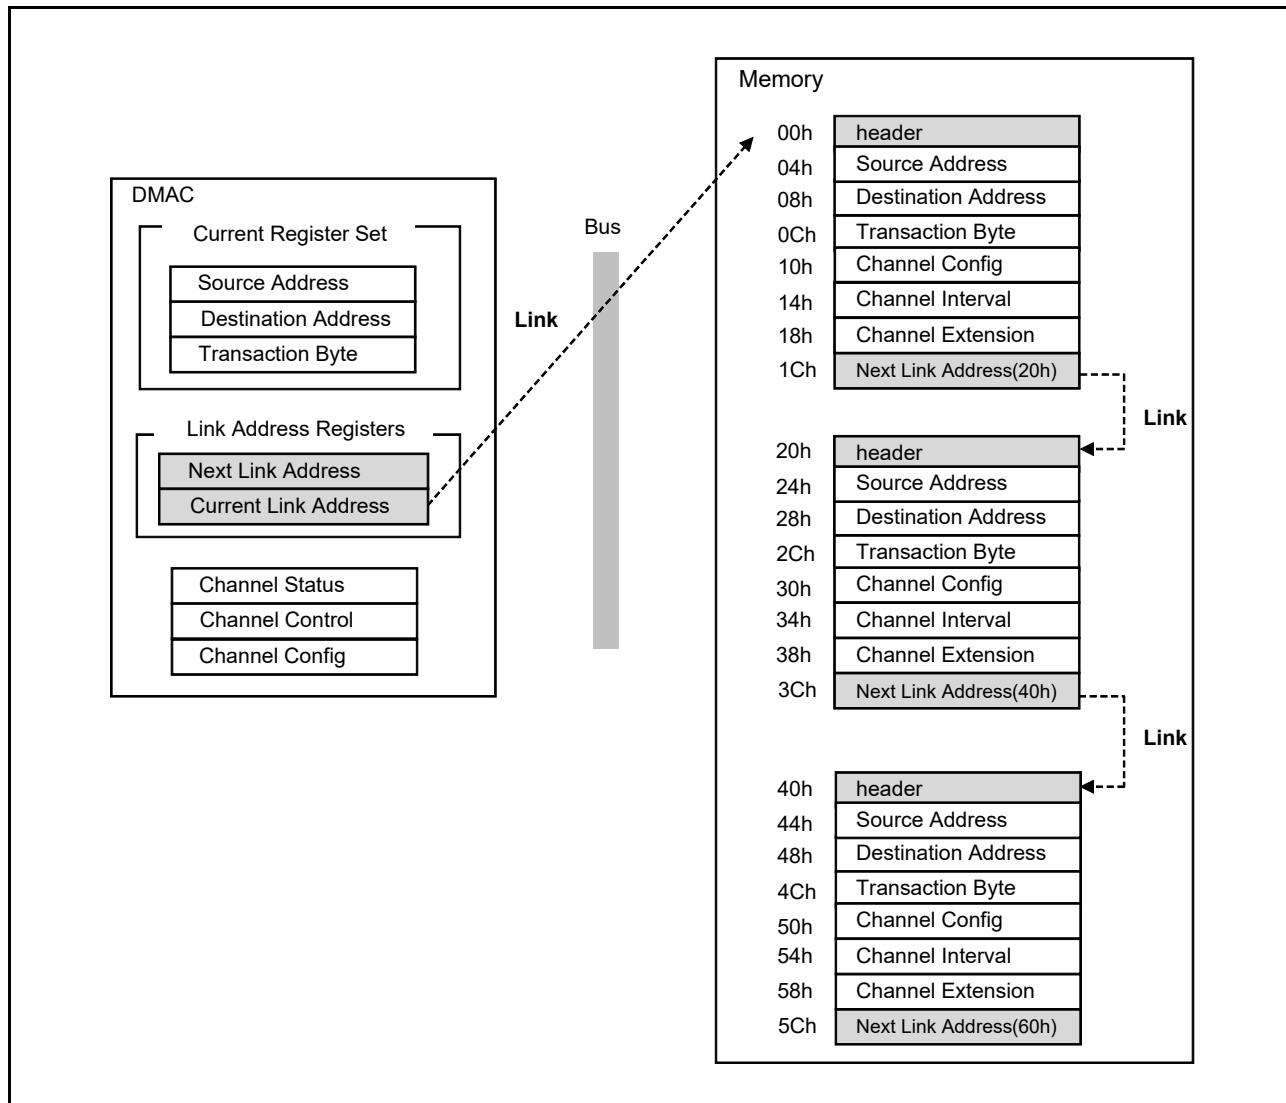 DMAC
Current Register Set
Source Address
Destination Address
Transaction Byte
Link Address Registers
Next Link Address
Current Link Address
Channel Status
Channel Control
Channel Config
Link
Bus
Memory
00h header
04h Source Address
08h Destination Address
0Ch Transaction Byte
10h Channel Config
14h Channel Interval
18h Channel Extension
1Ch Next Link Address(20h)
Link
20h header
24h Source Address
28h Destination Address
2Ch Transaction Byte
30h Channel Config
34h Channel Interval
38h Channel Extension
3Ch Next Link Address(40h)
Link
40h header
44h Source Address
48h Destination Address
4Ch Transaction Byte
50h Channel Config
54h Channel Interval
58h Channel Extension
5Ch Next Link Address(60h)